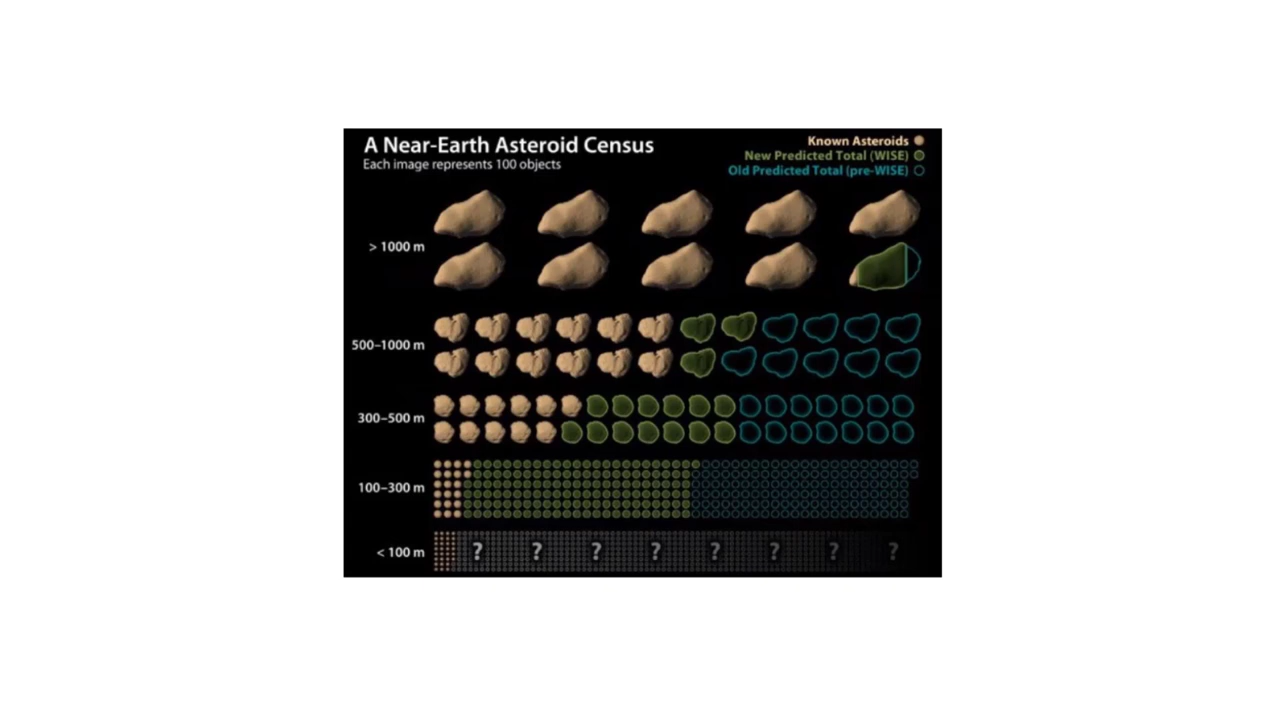 A Near-Earth Asteroid Census
Each image represents 100 objects
Known Asteroids
New Predicted Total (WISE)
Old Predicted Total (pre-WISE)
> 1000 m
500–1000 m
300–500 m
100–300 m
< 100 m
? ? ? ? ? ? ? ?